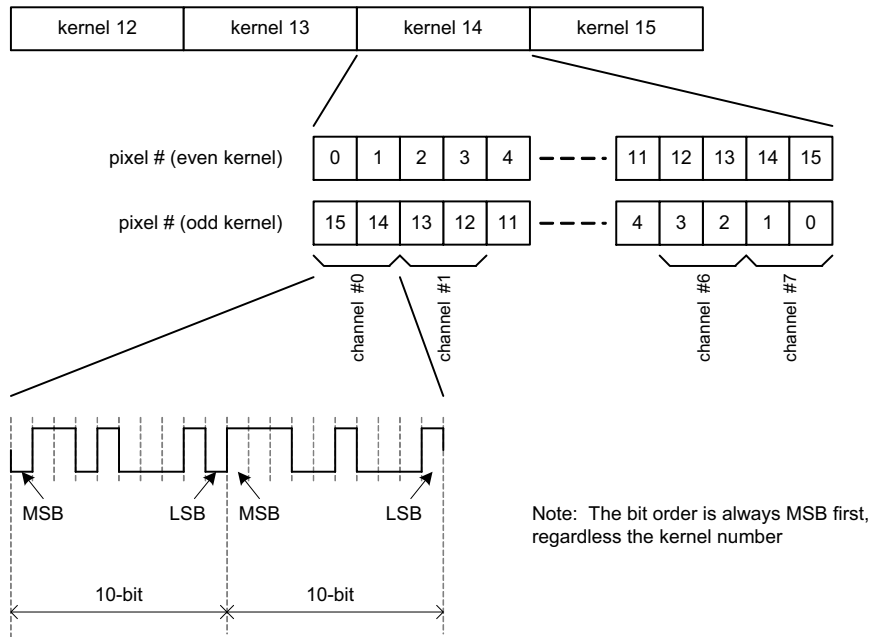 kernel 12 kernel 13 kernel 14 kernel 15
pixel # (even kernel) 0 1 2 3 4 11 12 13 14 15
pixel # (odd kernel) 15 14 13 12 11 4 3 2 1 0
channel #0 channel #1 channel #6 channel #7
MSB LSB MSB LSB
Note: The bit order is always MSB first,
regardless the kernel number
10-bit 10-bit